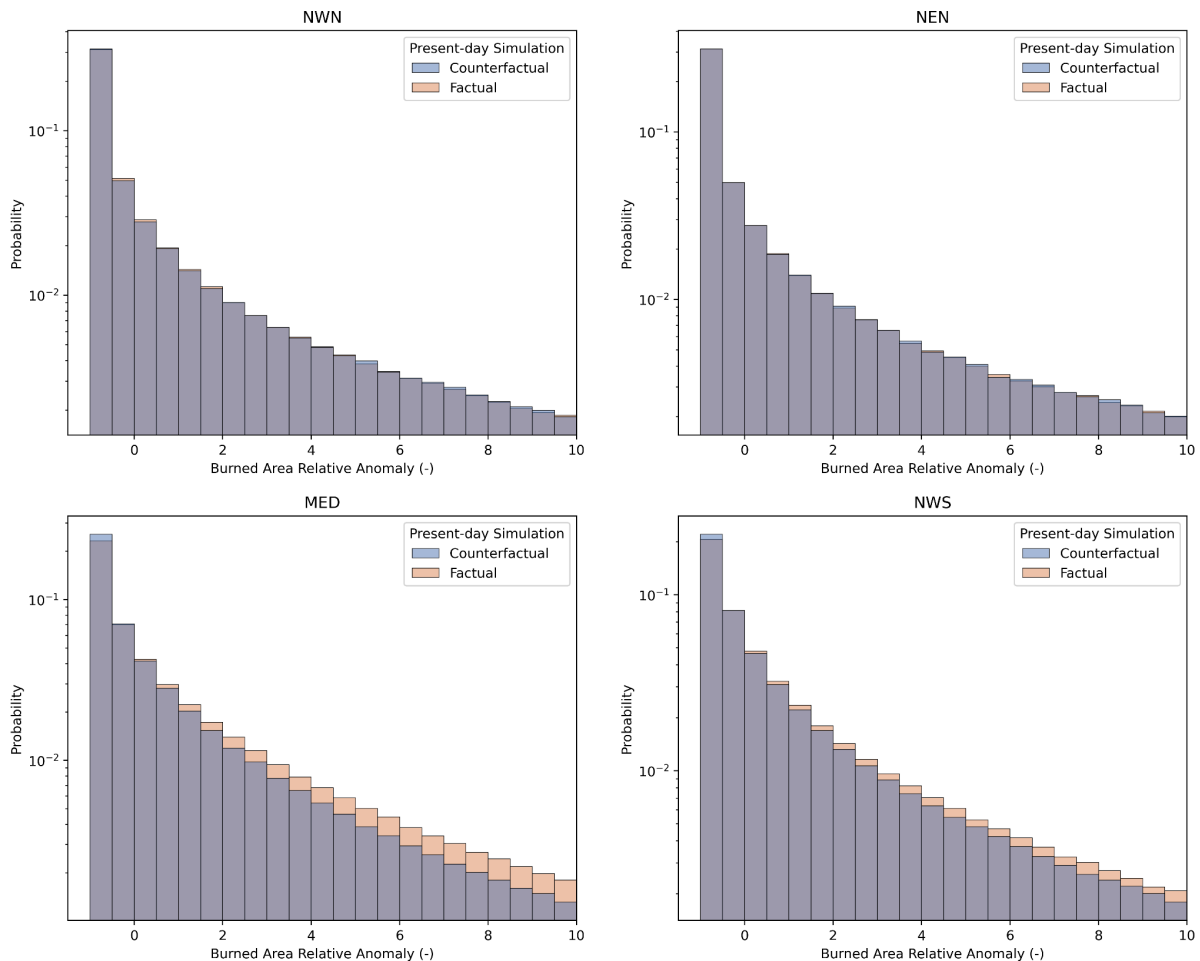 NWN
Present-day Simulation
Counterfactual
Factual
Probability
10⁻¹
10⁻²
0 2 4 6 8 10
Burned Area Relative Anomaly (-)
NEN
Present-day Simulation
Counterfactual
Factual
Probability
10⁻¹
10⁻²
0 2 4 6 8 10
Burned Area Relative Anomaly (-)
MED
Present-day Simulation
Counterfactual
Factual
Probability
10⁻¹
10⁻²
0 2 4 6 8 10
Burned Area Relative Anomaly (-)
NWS
Present-day Simulation
Counterfactual
Factual
Probability
10⁻¹
10⁻²
0 2 4 6 8 10
Burned Area Relative Anomaly (-)